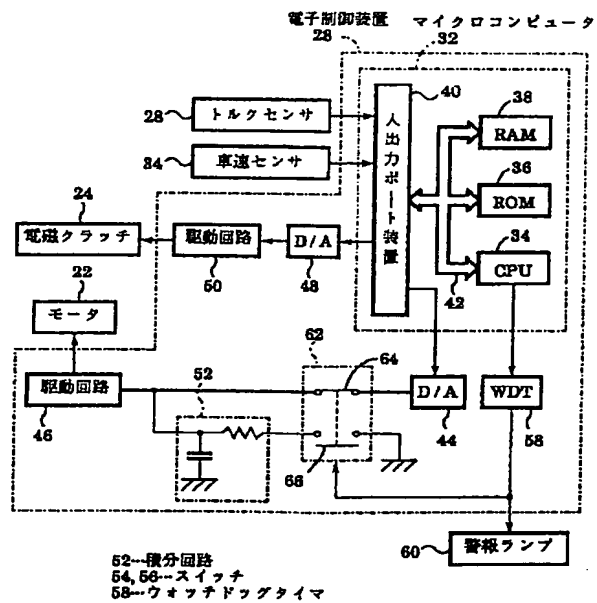 電子制御装置
28
マイクロコンピュータ
32
40
38
28
トルクセンサ
RAM
34
車速センサ
入出力ポート装置
36
ROM
24
電磁クラッチ
駆動回路
50
D/A
48
34
CPU
42
22
モータ
62
64
駆動回路
46
52
D/A
44
WDT
58
66
60
警報ランプ
52…積分回路
54,56…スイッチ
58…ウォッチドッグタイマ